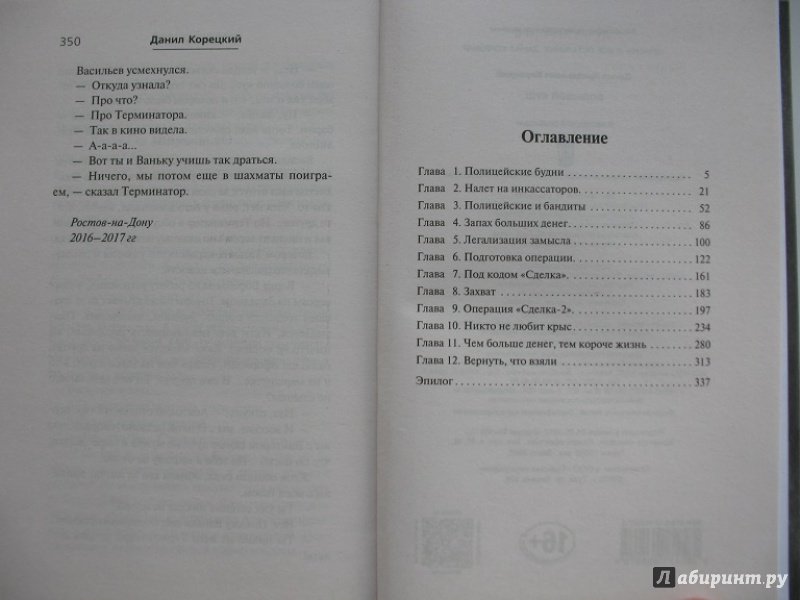 350
Данил Корецкий
Васильев усмехнулся.
— Откуда узнала?
— Про что?
— Про Терминатора.
— Так в кино видела.
— А-а-а-а...
— Вот ты и Ваньку учишь так драться.
— Ничего, мы потом еще в шахматы поигра-
ем, — сказал Терминатор.
Ростов-на-Дону
2016–2017 гг
Оглавление
Глава 1. Полицейские будни 5
Глава 2. Налет на инкассаторов. 21
Глава 3. Полицейские и бандиты 52
Глава 4. Запах больших денег. 86
Глава 5. Легализация замысла 100
Глава 6. Подготовка операции. 122
Глава 7. Под кодом «Сделка». 161
Глава 8. Захват 183
Глава 9. Операция «Сделка-2». 197
Глава 10. Никто не любит крыс 234
Глава 11. Чем больше денег, тем короче жизнь 280
Глава 12. Вернуть, что взяли 313
Эпилог 337
16+
Лабиринт.ру